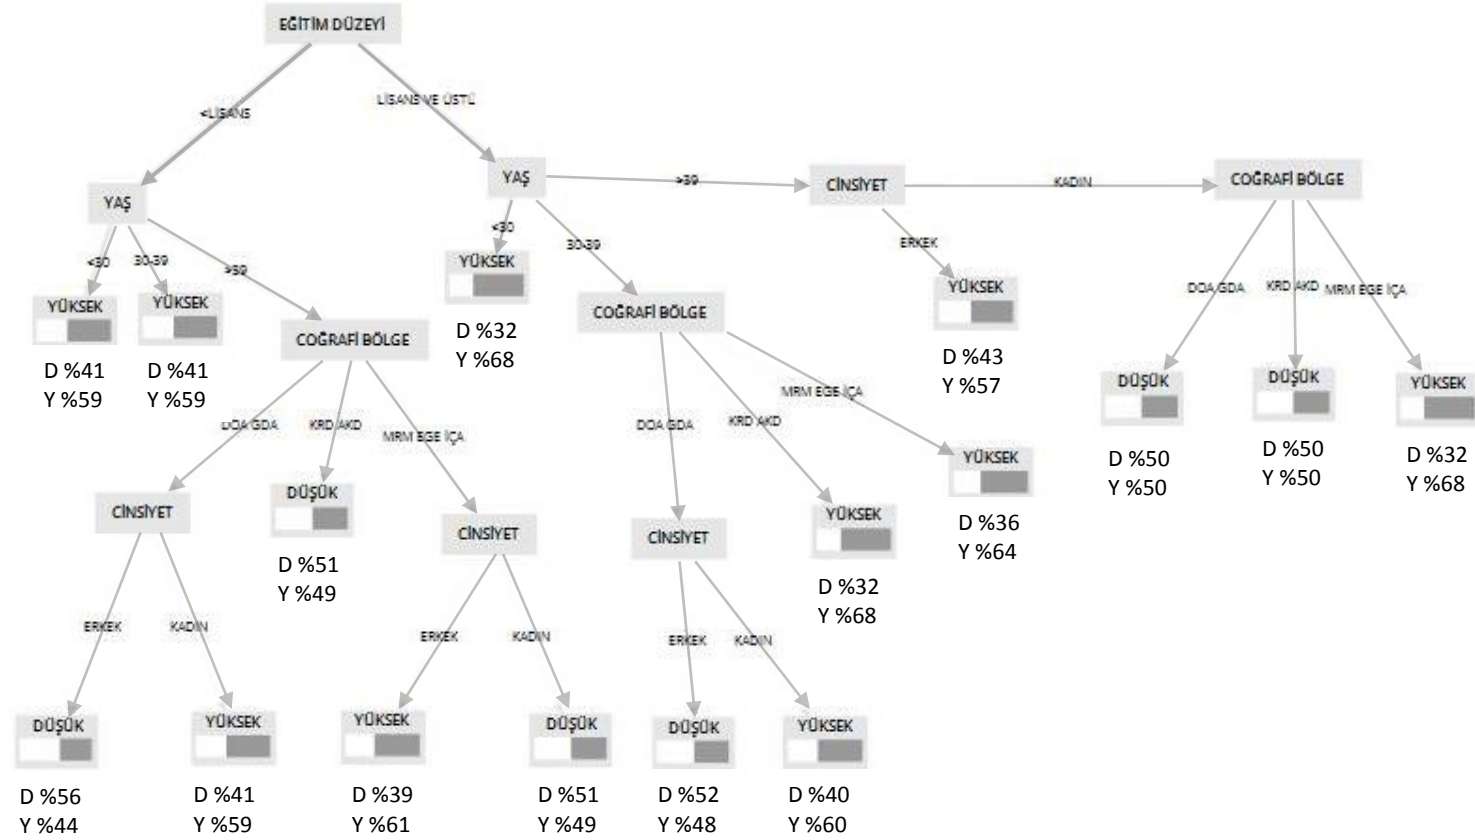 EĞİTİM DÜZEYİ
<LİSANS
LİSANS VE ÜSTÜ
YAŞ
<30
30-39
>39
YÜKSEK
D %41
Y %59
YÜKSEK
D %41
Y %59
COĞRAFİ BÖLGE
DOA GDA
KRD AKD
MRM EGE İÇA
CİNSİYET
ERKEK
KADIN
DÜŞÜK
D %56
Y %44
YÜKSEK
D %41
Y %59
DÜŞÜK
D %51
Y %49
CİNSİYET
ERKEK
KADIN
YÜKSEK
D %39
Y %61
DÜŞÜK
D %51
Y %49
YAŞ
<30
30-39
>39
YÜKSEK
D %32
Y %68
COĞRAFİ BÖLGE
DOA GDA
KRD AKD
MRM EGE İÇA
CİNSİYET
ERKEK
KADIN
DÜŞÜK
D %52
Y %48
YÜKSEK
D %40
Y %60
YÜKSEK
D %32
Y %68
YÜKSEK
D %36
Y %64
CİNSİYET
ERKEK
KADIN
YÜKSEK
D %43
Y %57
COĞRAFİ BÖLGE
DOA GDA
KRD AKD
MRM EGE İÇA
DÜŞÜK
D %50
Y %50
DÜŞÜK
D %50
Y %50
YÜKSEK
D %32
Y %68